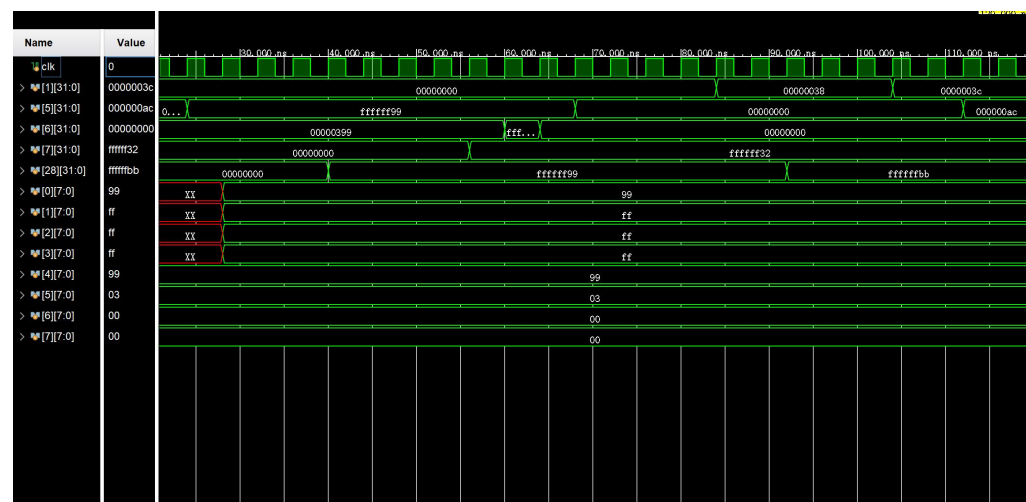 Name Value 30.000 ns 40.000 ns 50.000 ns 60.000 ns 70.000 ns 80.000 ns 90.000 ns 100.000 ns 110.000 ns
clk 0
[1][31:0] 0000003c 00000000 00000038 0000003c
[5][31:0] 000000ac 0... ffffff99 00000000 000000ac
[6][31:0] 00000000 00000399 fff... 00000000
[7][31:0] ffffff32 00000000 ffffff32
[28][31:0] ffffffbb 00000000 ffffff99 ffffffbb
[0][7:0] 99 XX 99
[1][7:0] ff XX ff
[2][7:0] ff XX ff
[3][7:0] ff XX ff
[4][7:0] 99 99
[5][7:0] 03 03
[6][7:0] 00 00
[7][7:0] 00 00